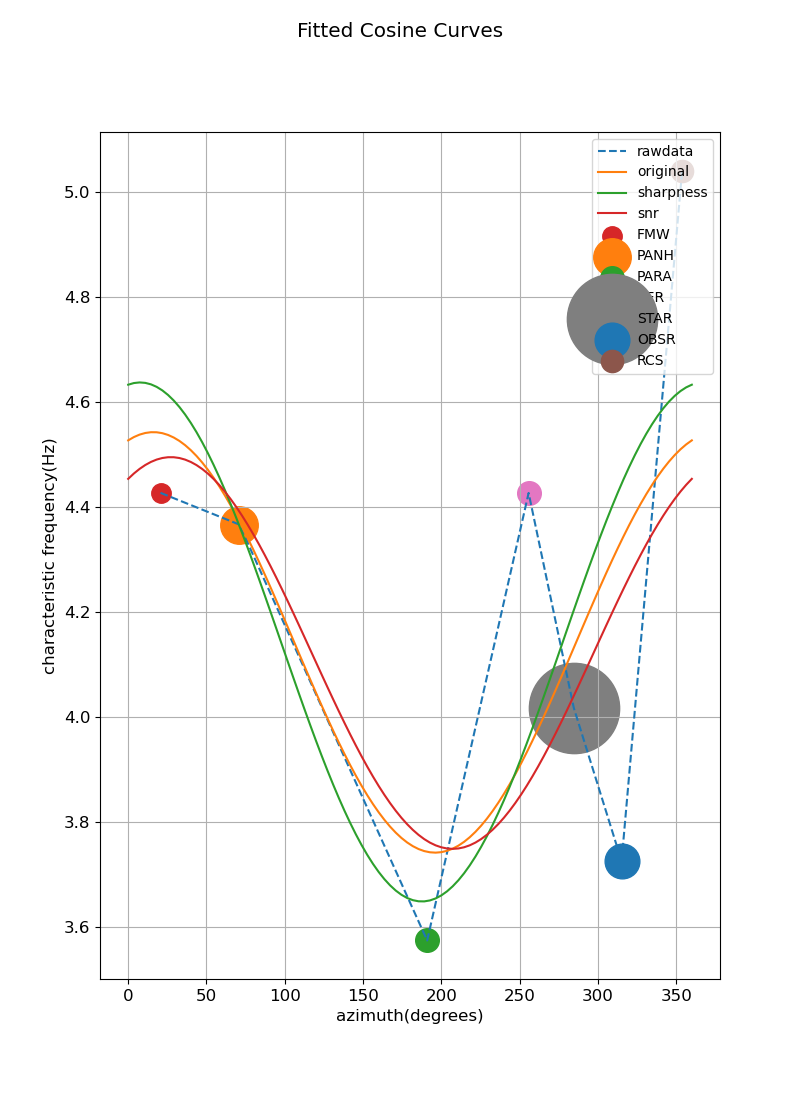 Fitted Cosine Curves
characteristic frequency(Hz)
5.0
4.8
4.6
4.4
4.2
4.0
3.8
3.6
rawdata
original
sharpness
snr
FMW
PANH
PARA
STAR
OBSR
RCS
0 50 100 150 200 250 300 350
azimuth(degrees)